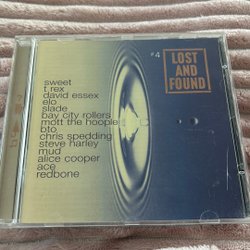 #4
LOST
AND
FOUND
sweet
t rex
david essex
elo
slade
bay city rollers
mott the hoople
bto
chris spedding
steve harley
mud
alice cooper
ace
redbone